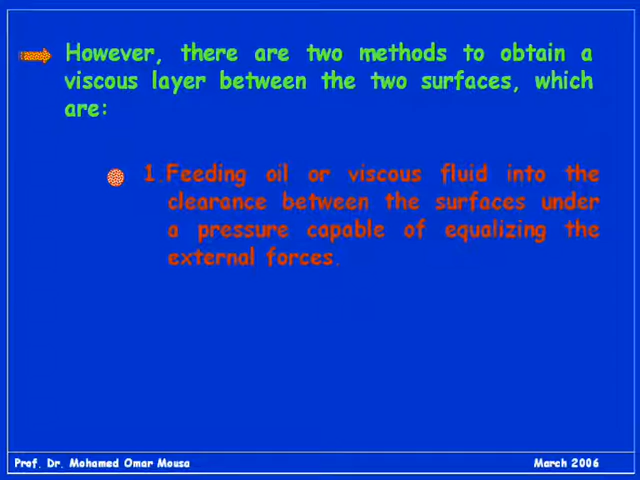 However, there are two methods to obtain a
viscous layer between the two surfaces, which
are:
1.Feeding oil or viscous fluid into the
clearance between the surfaces under
a pressure capable of equalizing the
external forces.
Prof. Dr. Mohamed Omar Mousa
March 2006